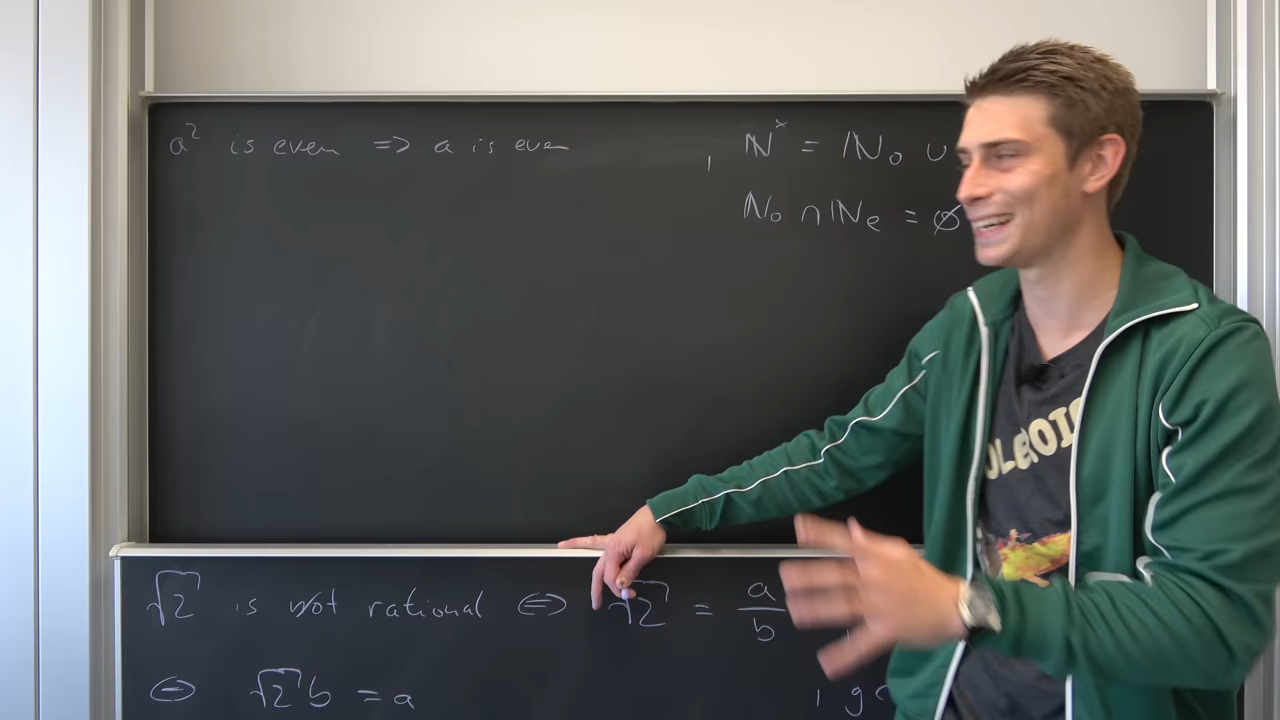 a² is even => a is even
ℕ* = ℕ₀ ∪
ℕ₀ ∩ ℕₑ = ∅
√2 is not rational <=> √2 = a/b
<=> √2 b = a